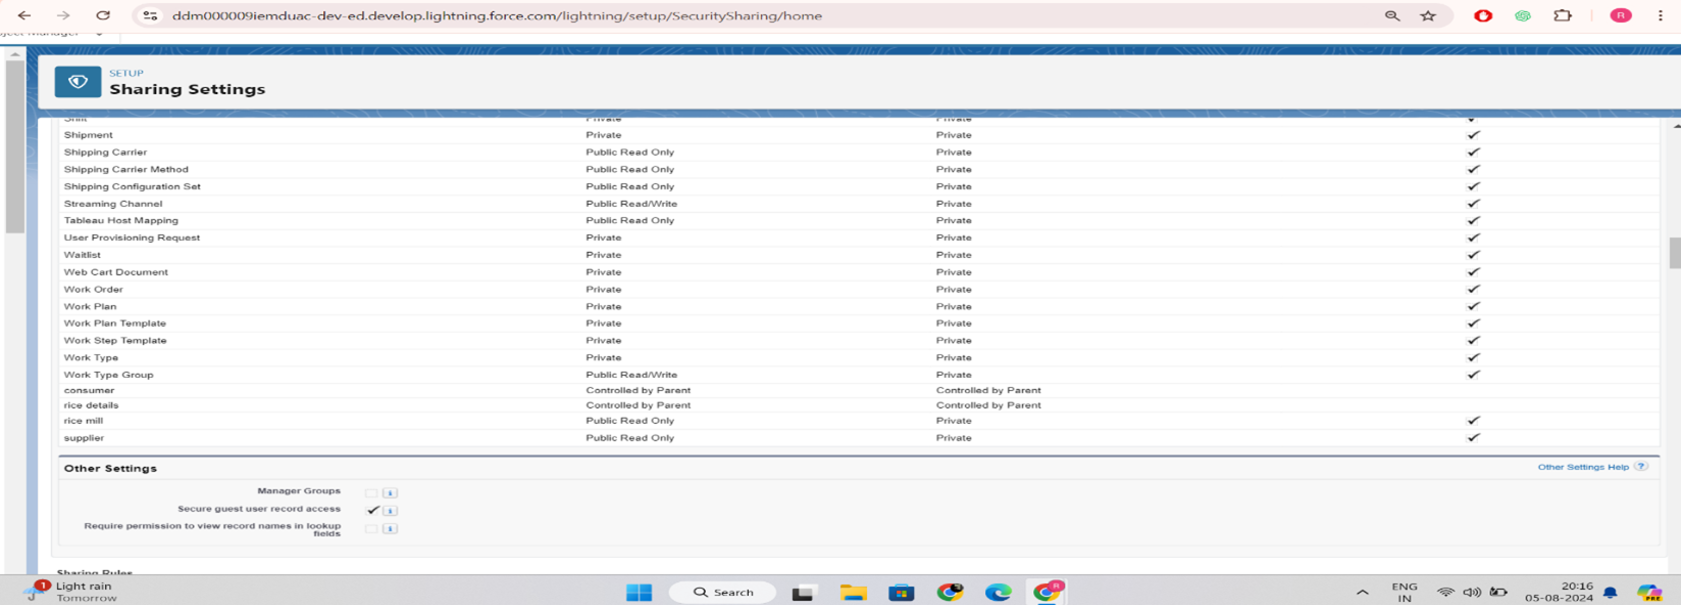 ddm000009iemduac-dev-ed.develop.lightning.force.com/lightning/setup/SecuritySharing/home
R
SETUP
Sharing Settings
Shipment Private Private
Shipping Carrier Public Read Only Private
Shipping Carrier Method Public Read Only Private
Shipping Configuration Set Public Read Only Private
Streaming Channel Public Read/Write Private
Tableau Host Mapping Public Read Only Private
User Provisioning Request Private Private
Waitlist Private Private
Web Cart Document Private Private
Work Order Private Private
Work Plan Private Private
Work Plan Template Private Private
Work Step Template Private Private
Work Type Private Private
Work Type Group Public Read/Write Private
consumer Controlled by Parent Controlled by Parent
rice details Controlled by Parent Controlled by Parent
rice mill Public Read Only Private
supplier Public Read Only Private
Other Settings Other Settings Help ?
Manager Groups i
Secure guest user record access i
Require permission to view record names in lookup i
fields
Sharing Rules
1 Light rain
Tomorrow
Search
R
ENG
IN
20:16
05-08-2024
PRE